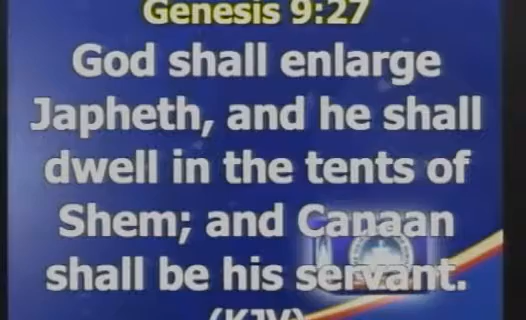 Genesis 9:27
God shall enlarge
Japheth, and he shall
dwell in the tents of
Shem; and Canaan
shall be his servant.
(KJV)